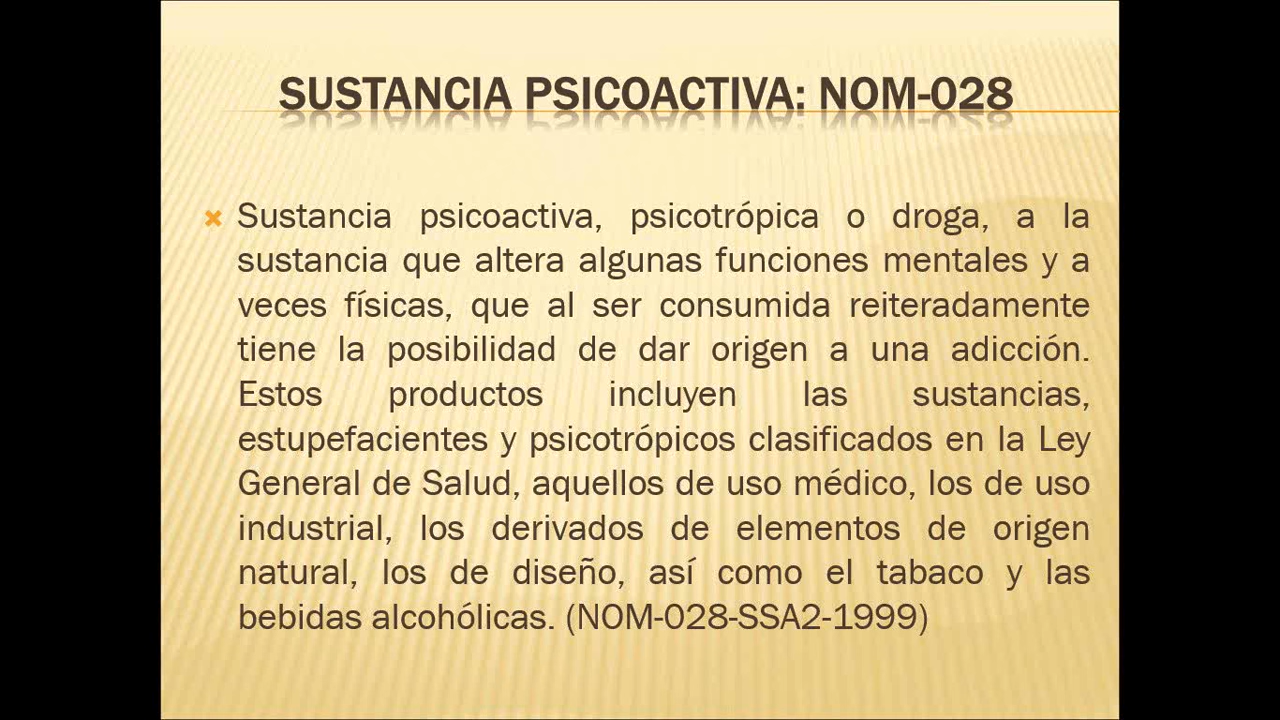 SUSTANCIA PSICOACTIVA: NOM-028
Sustancia psicoactiva, psicotrópica o droga, a la
sustancia que altera algunas funciones mentales y a
veces físicas, que al ser consumida reiteradamente
tiene la posibilidad de dar origen a una adicción.
Estos productos incluyen las sustancias,
estupefacientes y psicotrópicos clasificados en la Ley
General de Salud, aquellos de uso médico, los de uso
industrial, los derivados de elementos de origen
natural, los de diseño, así como el tabaco y las
bebidas alcohólicas. (NOM-028-SSA2-1999)